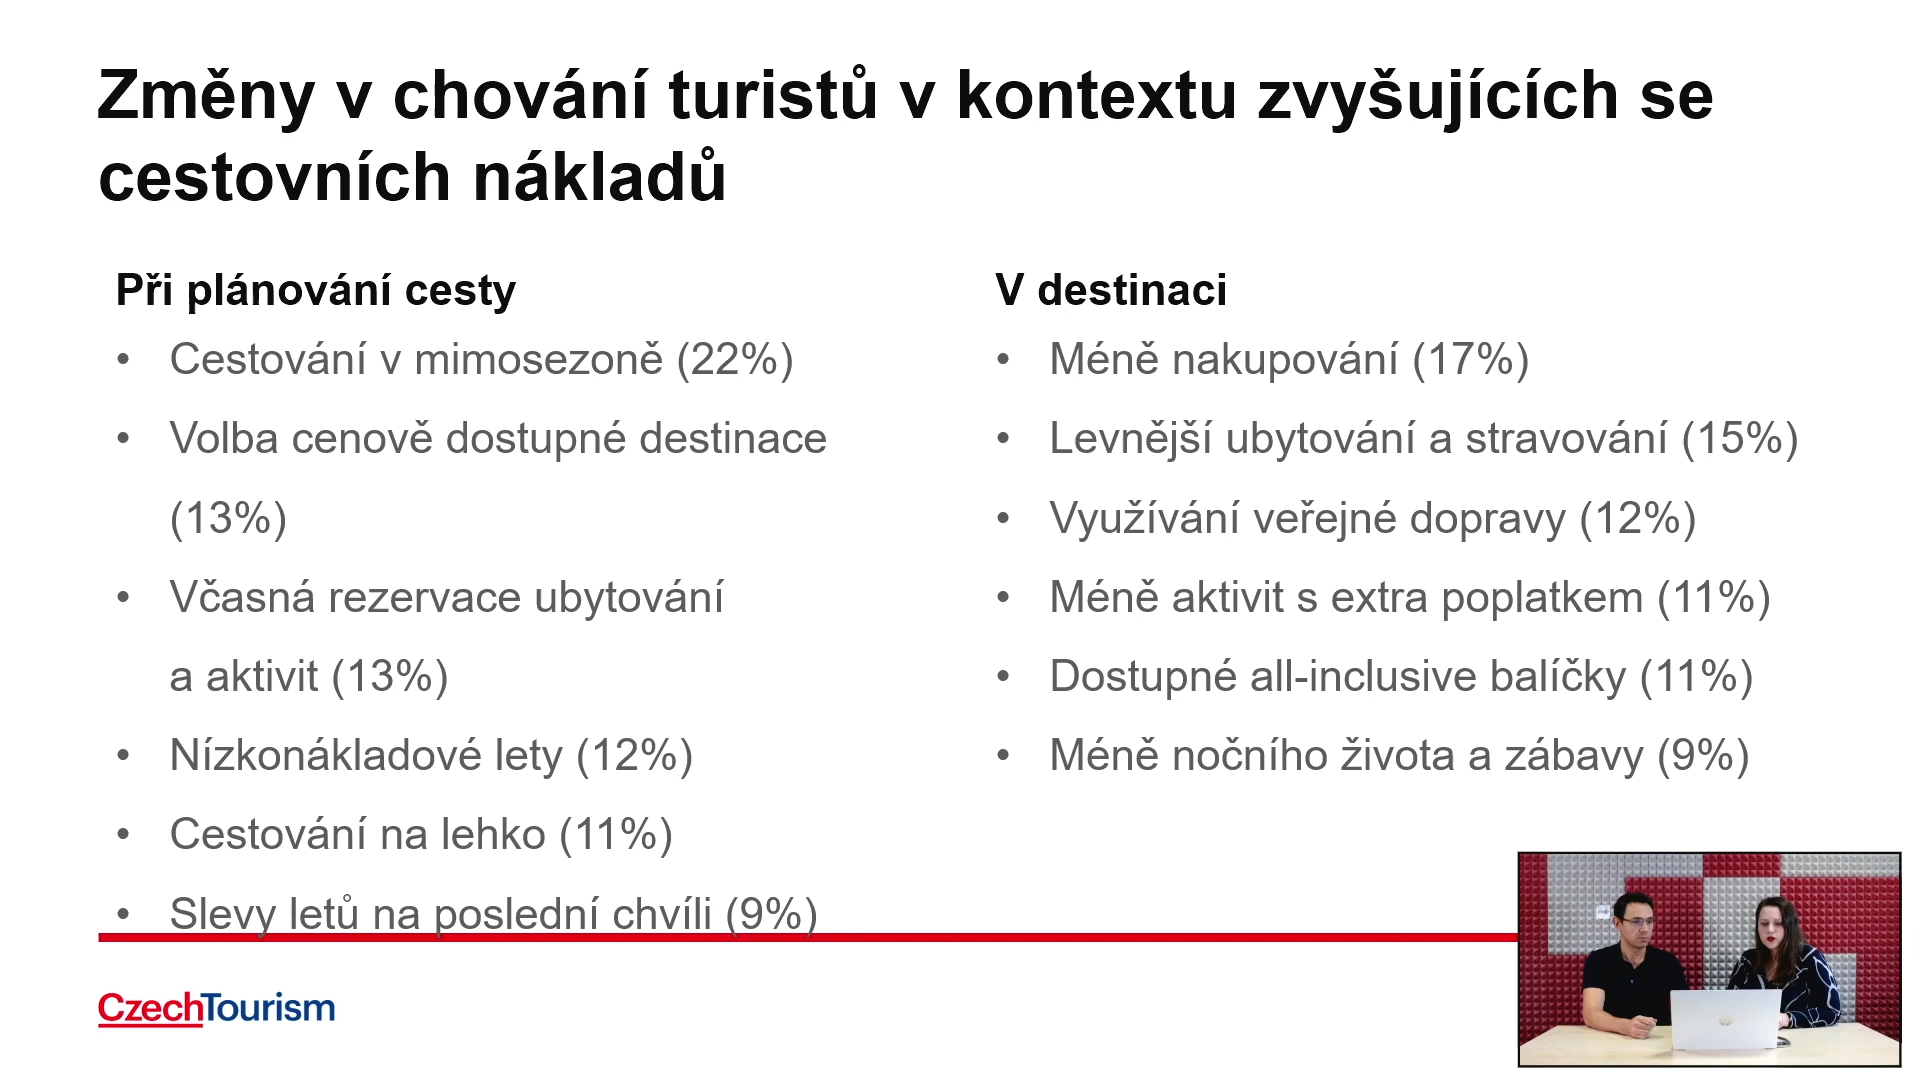 Změny v chování turistů v kontextu zvyšujících se
cestovních nákladů
Při plánování cesty
• Cestování v mimosezoně (22%)
• Volba cenově dostupné destinace
(13%)
• Včasná rezervace ubytování
a aktivit (13%)
• Nízkonákladové lety (12%)
• Cestování na lehko (11%)
• Slevy letů na poslední chvíli (9%)
V destinaci
• Méně nakupování (17%)
• Levnější ubytování a stravování (15%)
• Využívání veřejné dopravy (12%)
• Méně aktivit s extra poplatkem (11%)
• Dostupné all-inclusive balíčky (11%)
• Méně nočního života a zábavy (9%)
CzechTourism